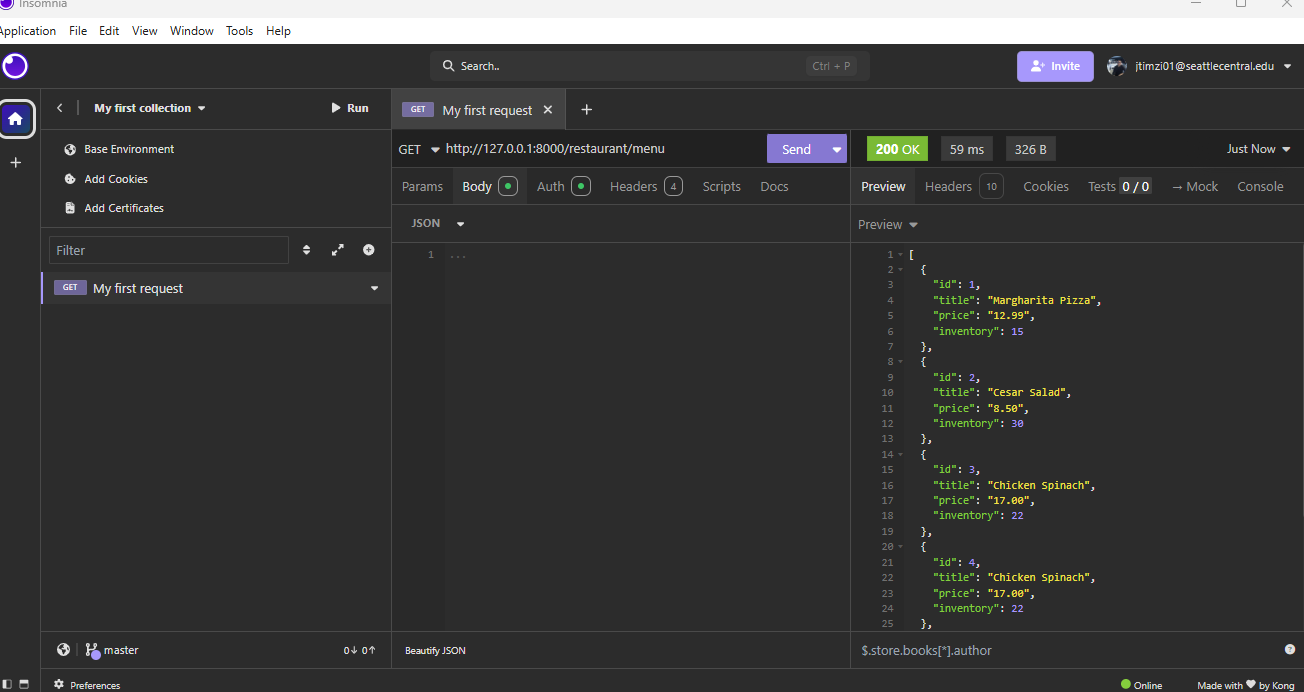 Insomnia
Application File Edit View Window Tools Help
Search.. Ctrl + P
Invite
jtimzi01@seattlecentral.edu
My first collection
Run
Base Environment
Add Cookies
Add Certificates
Filter
GET My first request
master
0 0
Preferences
GET My first request
GET http://127.0.0.1:8000/restaurant/menu
Send
Params Body Auth Headers 4 Scripts Docs
JSON
1 ...
Beautify JSON
200 OK 59 ms 326 B Just Now
Preview Headers 10 Cookies Tests 0 / 0 → Mock Console
Preview
1 [
2 {
3 "id": 1,
4 "title": "Margharita Pizza",
5 "price": "12.99",
6 "inventory": 15
7 },
8 {
9 "id": 2,
10 "title": "Cesar Salad",
11 "price": "8.50",
12 "inventory": 30
13 },
14 {
15 "id": 3,
16 "title": "Chicken Spinach",
17 "price": "17.00",
18 "inventory": 22
19 },
20 {
21 "id": 4,
22 "title": "Chicken Spinach",
23 "price": "17.00",
24 "inventory": 22
25 },
$.store.books[*].author
Online
Made with ♥ by Kong